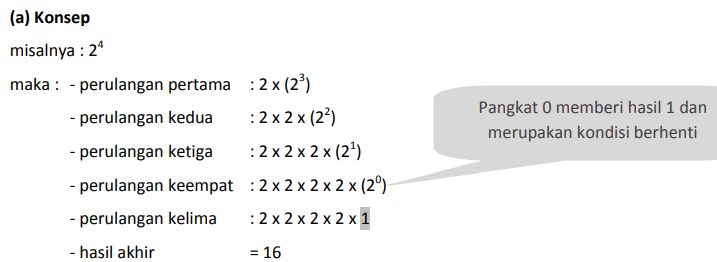 (a) Konsep
misalnya : 2⁴
maka : - perulangan pertama : 2 x (2³)
- perulangan kedua : 2 x 2 x (2²)
- perulangan ketiga : 2 x 2 x 2 x (2¹)
- perulangan keempat : 2 x 2 x 2 x 2 x (2⁰)
- perulangan kelima : 2 x 2 x 2 x 2 x 1
- hasil akhir = 16
Pangkat 0 memberi hasil 1 dan
merupakan kondisi berhenti